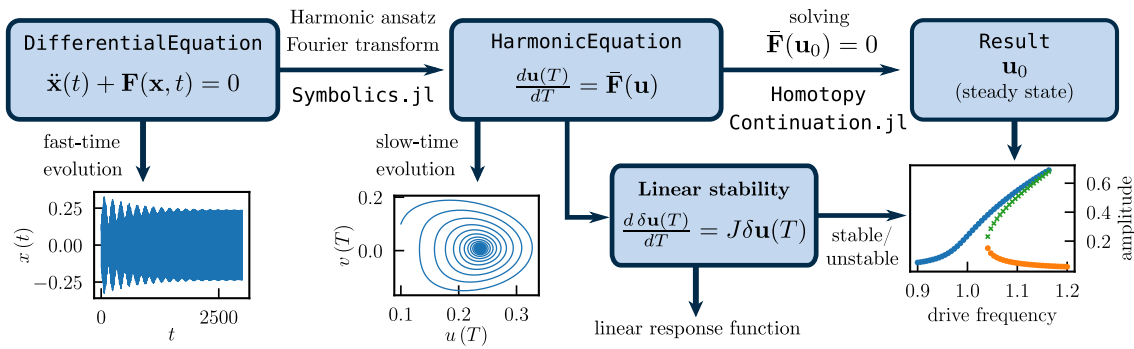 DifferentialEquation
ẍ(t) + F(x, t) = 0
Harmonic ansatz
Fourier transform
Symbolics.jl
HarmonicEquation
du(T)/dT = F̄(u)
solving
F̄(u₀) = 0
Homotopy
Continuation.jl
Result
u₀
(steady state)
fast-time
evolution
slow-time
evolution
Linear stability
d δu(T)/dT = Jδu(T)
stable/
unstable
linear response function
0.25
0.00
−0.25
x(t)
0
2500
t
0.2
0.0
v(T)
0.1
0.2
0.3
u(T)
0.6
0.4
0.2
amplitude
0.9
1.0
1.1
1.2
drive frequency